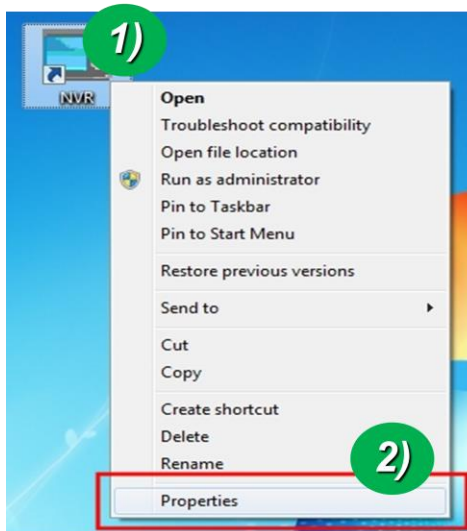 1)
NVR
Open
Troubleshoot compatibility
Open file location
Run as administrator
Pin to Taskbar
Pin to Start Menu
Restore previous versions
Send to
Cut
Copy
Create shortcut
Delete
Rename
2)
Properties